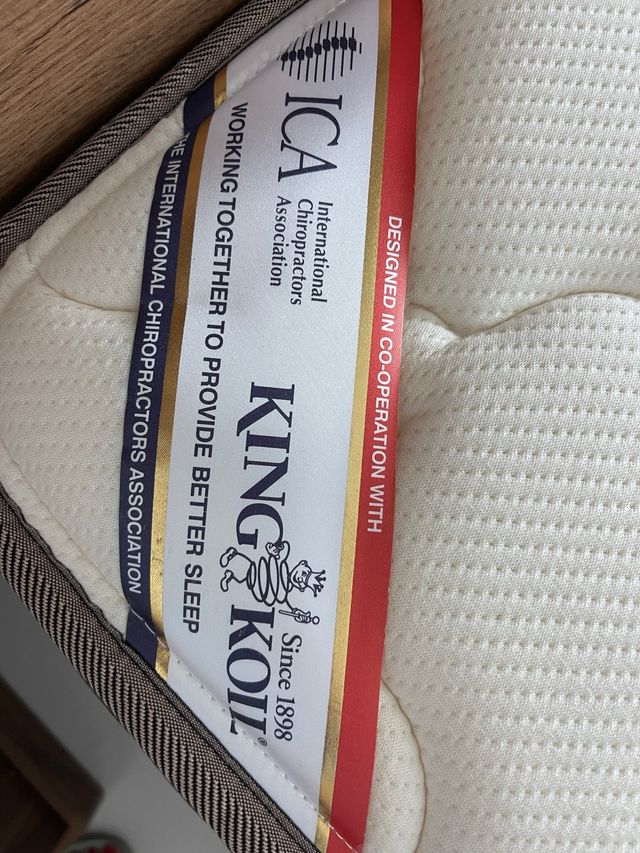 DESIGNED IN CO-OPERATION WITH
ICA
International
Chiropractors
Association
Since 1898
KING KOIL®
WORKING TOGETHER TO PROVIDE BETTER SLEEP
THE INTERNATIONAL CHIROPRACTORS ASSOCIATION